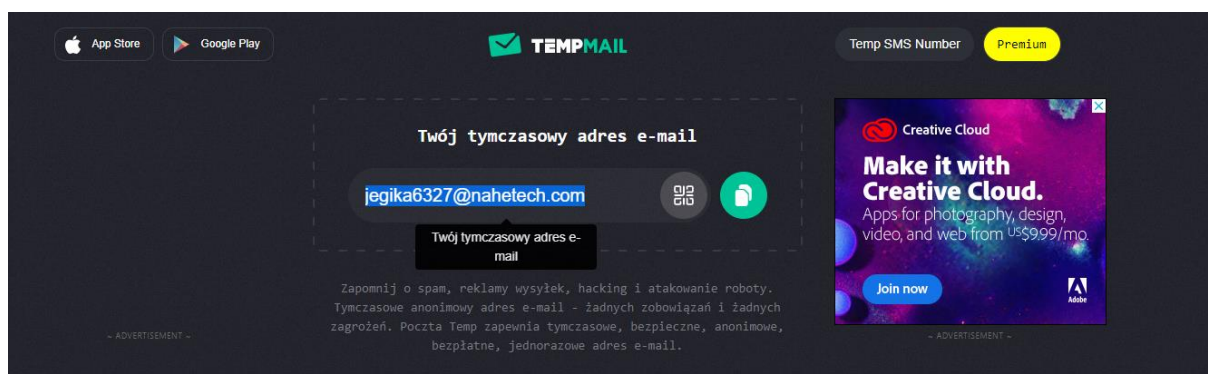 App Store
Google Play
TEMPMAIL
Temp SMS Number
Premium
Twój tymczasowy adres e-mail
jegika6327@nahetech.com
Twój tymczasowy adres e-
mail
Zapomnij o spam, reklamy wysyłek, hacking i atakowanie roboty.
Tymczasowe anonimowy adres e-mail - żadnych zobowiązań i żadnych
zagrożeń. Poczta Temp zapewnia tymczasowe, bezpieczne, anonimowe,
bezpłatne, jednorazowe adres e-mail.
~ ADVERTISEMENT ~
Creative Cloud
Make it with
Creative Cloud.
Apps for photography, design,
video, and web from US$9.99/mo.
Join now
Adobe
~ ADVERTISEMENT ~